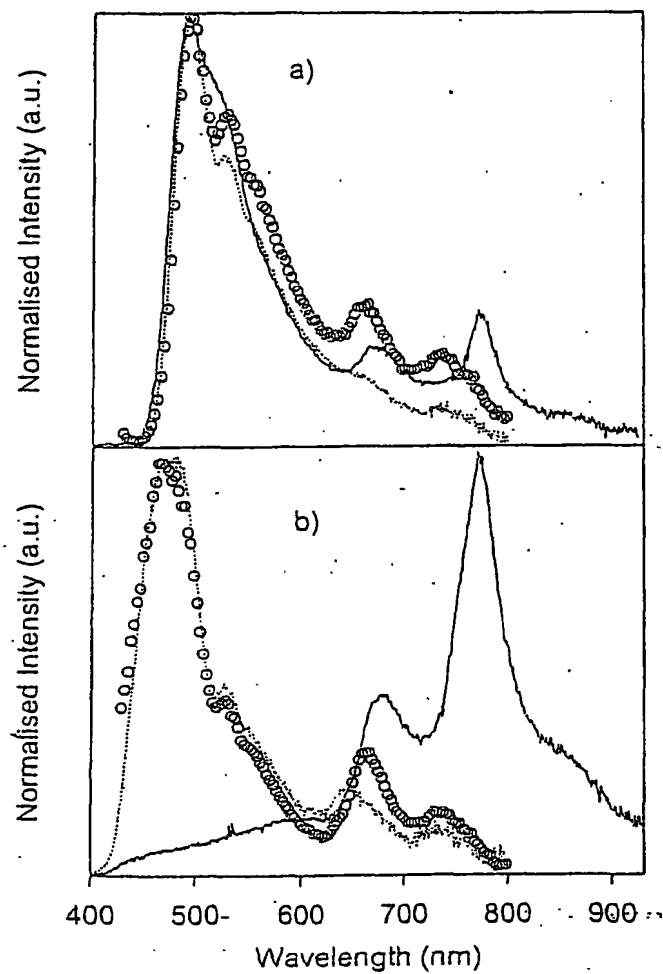 a)
Normalised Intensity (a.u.)
b)
Normalised Intensity (a.u.)
400 500 600 700 800 900
Wavelength (nm)